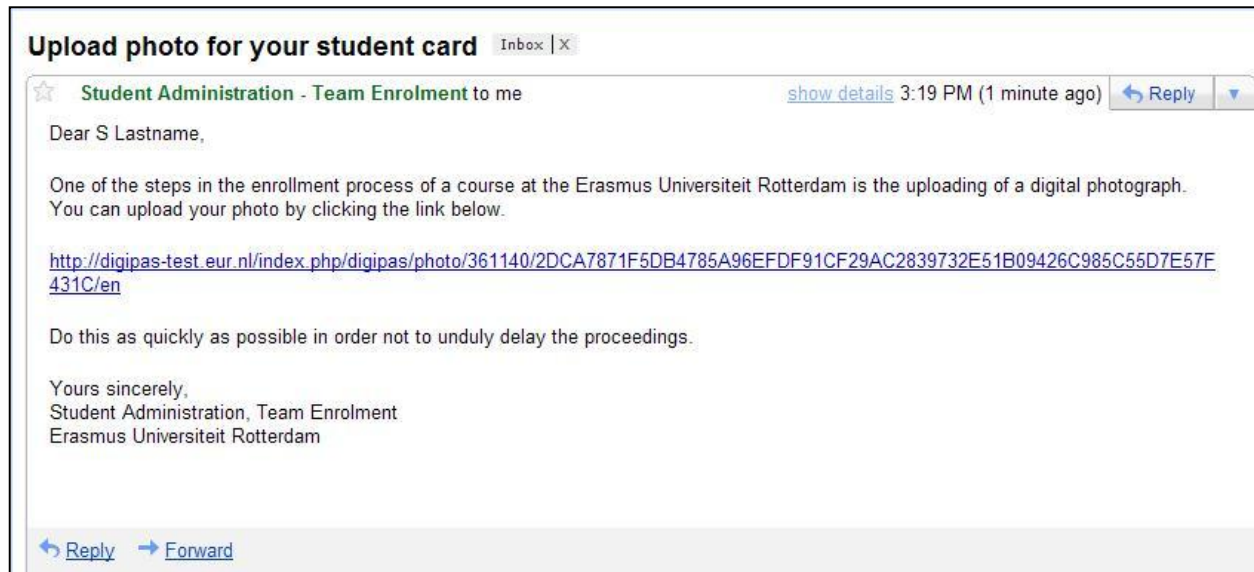 Upload photo for your student card Inbox | X
Student Administration - Team Enrolment to me show details 3:19 PM (1 minute ago) Reply
Dear S Lastname,
One of the steps in the enrollment process of a course at the Erasmus Universiteit Rotterdam is the uploading of a digital photograph.
You can upload your photo by clicking the link below.
http://digipas-test.eur.nl/index.php/digipas/photo/361140/2DCA7871F5DB4785A96EFDF91CF29AC2839732E51B09426C985C55D7E57F
431C/en
Do this as quickly as possible in order not to unduly delay the proceedings.
Yours sincerely,
Student Administration, Team Enrolment
Erasmus Universiteit Rotterdam
Reply Forward